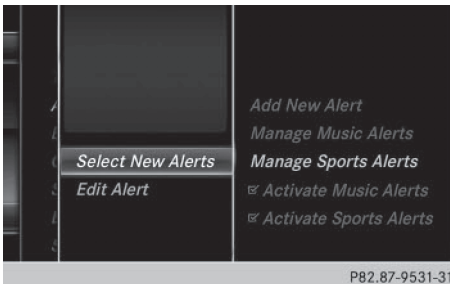 Add New Alert
Manage Music Alerts
Select New Alerts
Manage Sports Alerts
Edit Alert
Activate Music Alerts
Activate Sports Alerts
P82.87-9531-31